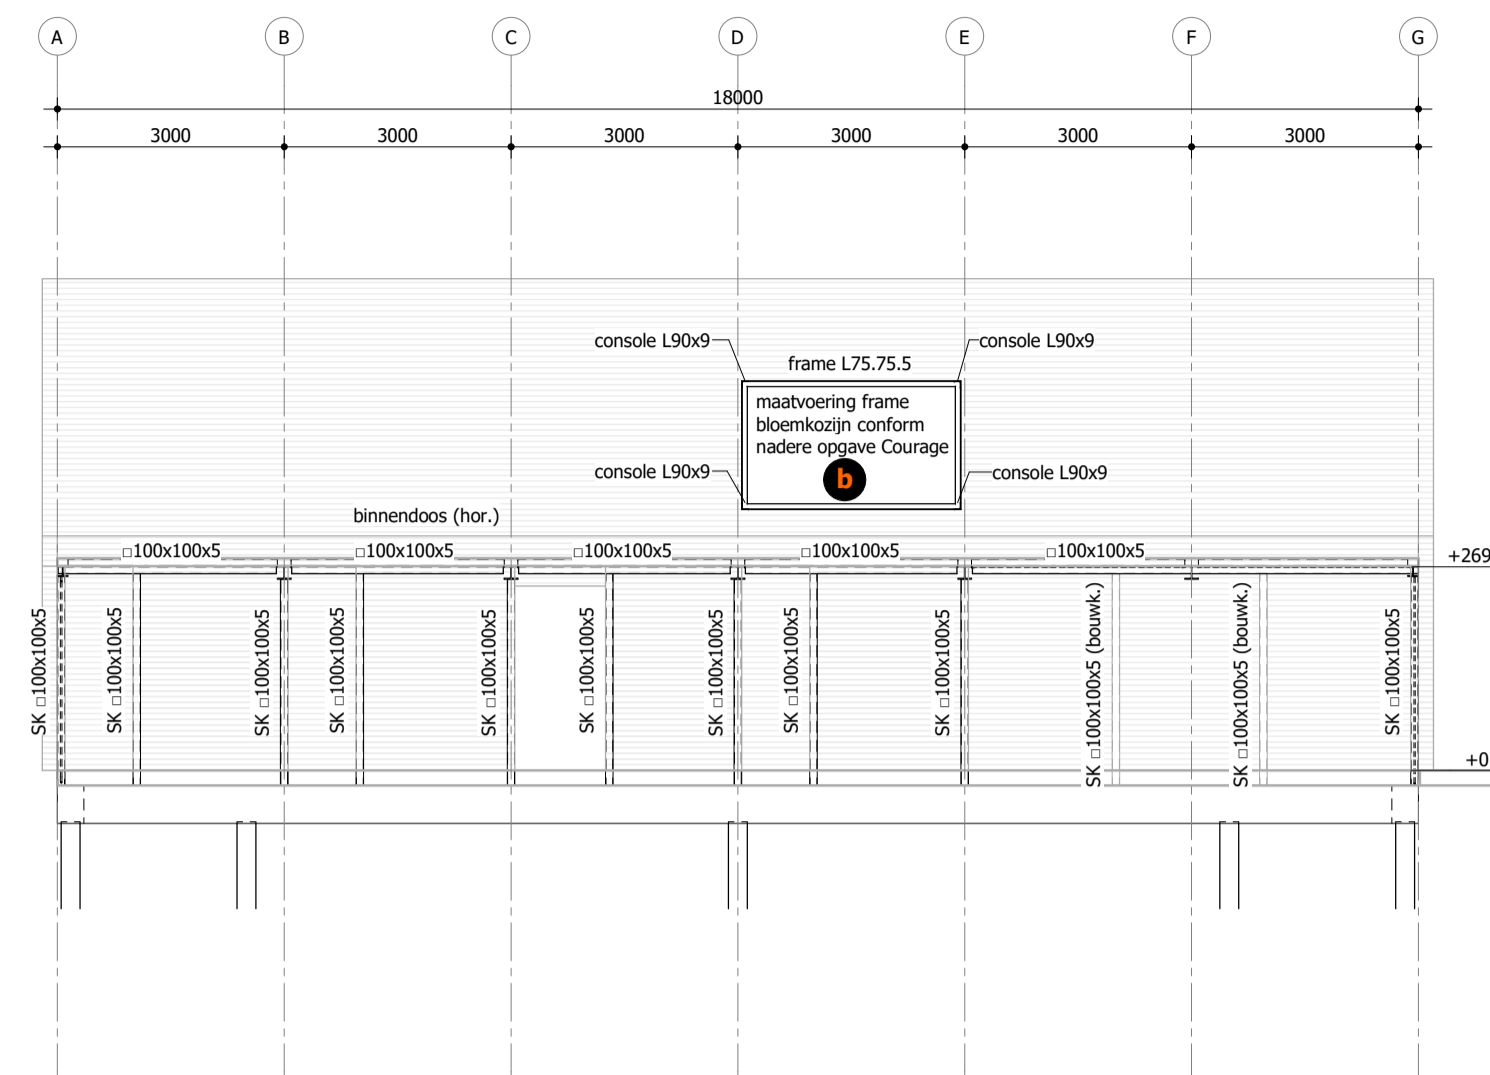 A B C D E F G
18000
3000 3000 3000 3000 3000 3000
console L90x9 console L90x9
frame L75.75.5
maatvoering frame
bloemkozijn conform
nadere opgave Courage
console L90x9 b console L90x9
binnendoos (hor.)
□100x100x5 □100x100x5 □100x100x5 □100x100x5 □100x100x5
+269
SK □100x100x5
SK □100x100x5
SK □100x100x5
SK □100x100x5
SK □100x100x5
SK □100x100x5
SK □100x100x5
SK □100x100x5
SK □100x100x5
SK □100x100x5 (bouwk.)
SK □100x100x5 (bouwk.)
SK □100x100x5
+0